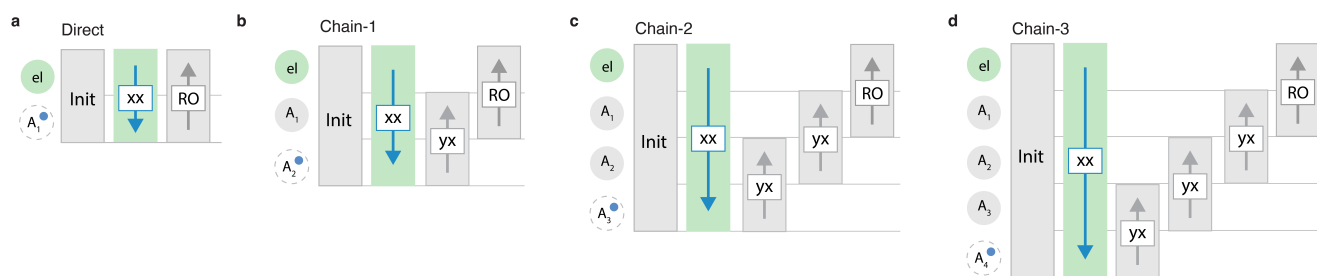 a
Direct
el
A1
Init
xx
RO
b
Chain-1
el
A1
A2
Init
xx
yx
RO
c
Chain-2
el
A1
A2
A3
Init
xx
yx
yx
RO
d
Chain-3
el
A1
A2
A3
A4
Init
xx
yx
yx
yx
RO